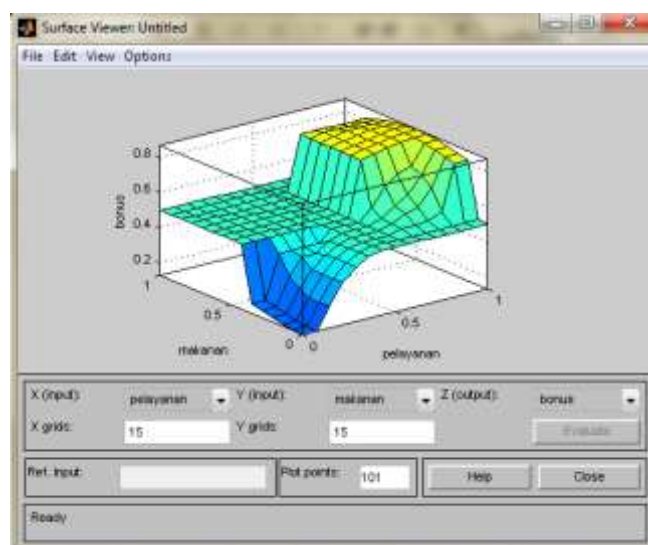 Surface Viewer: Untitled
File Edit View Options
0.8
0.6
0.4
0.2
bonus
1
0.5
0
makanan
0
0.5
1
pelayanan
X (input): pelayanan Y (input): makanan Z (output): bonus
X grids: 15 Y grids: 15 Evaluate
Ref. Input: Plot points: 101 Help Close
Ready